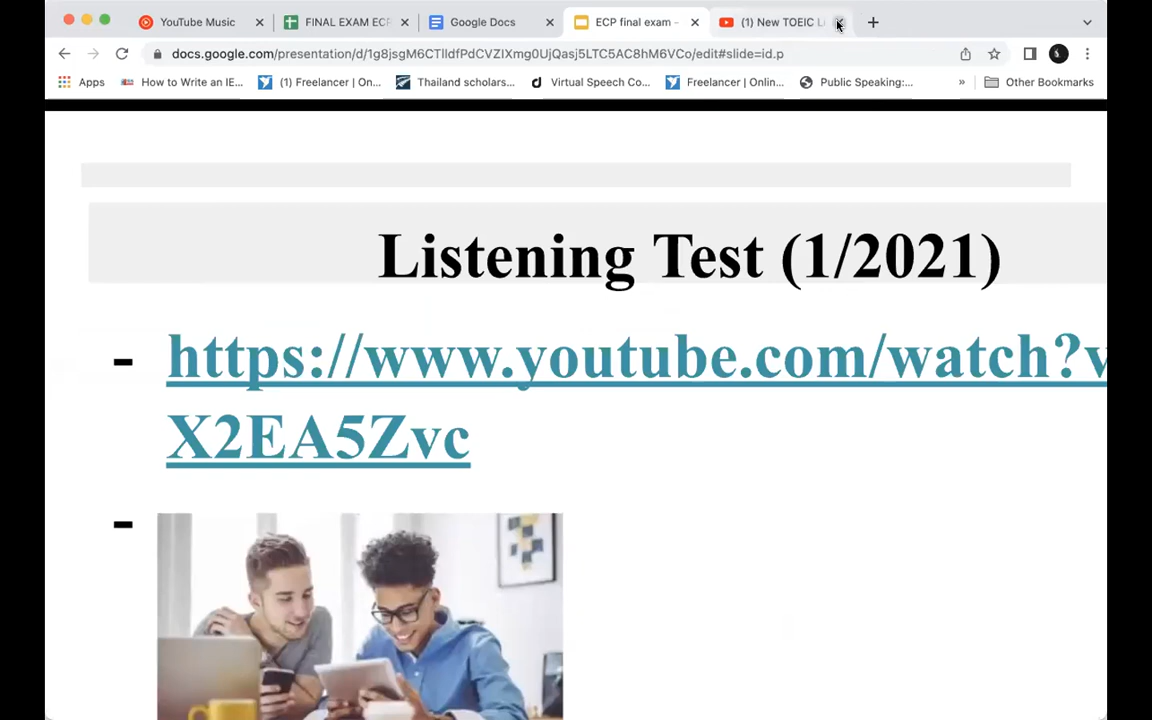 YouTube Music
FINAL EXAM ECP
Google Docs
ECP final exam -
(1) New TOEIC L
docs.google.com/presentation/d/1g8jsgM6CTlldfPdCVZIXmg0UjQasj5LTC5AC8hM6VCo/edit#slide=id.p
Apps
How to Write an IE...
(1) Freelancer | On...
Thailand scholars...
Virtual Speech Co...
Freelancer | Onlin...
Public Speaking:...
»
Other Bookmarks
Listening Test (1/2021)
- https://www.youtube.com/watch?v
X2EA5Zvc
-